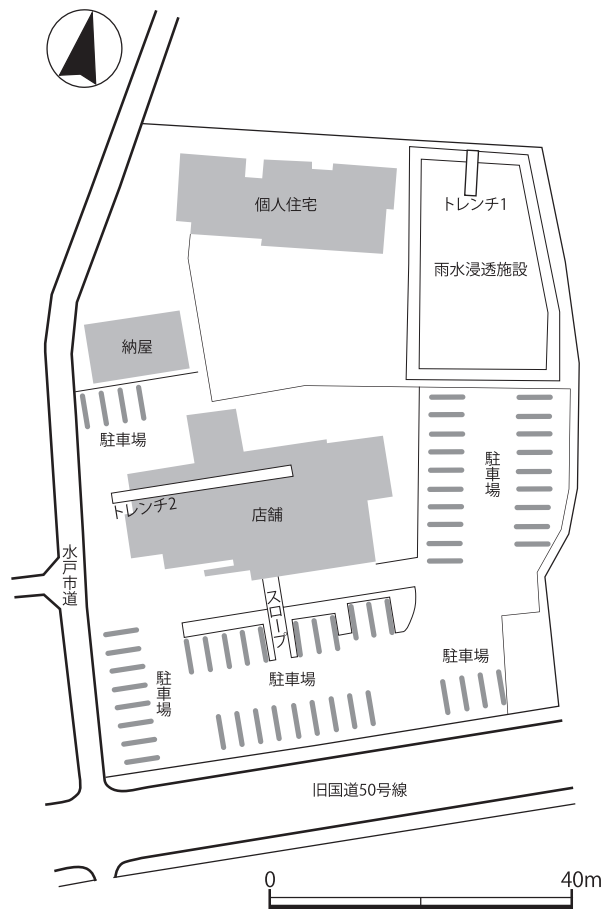 個人住宅
トレンチ1
雨水浸透施設
納屋
駐車場
駐車場
トレンチ2
店舗
水戸市道
スロープ
駐車場
駐車場
駐車場
旧国道50号線
0
40m